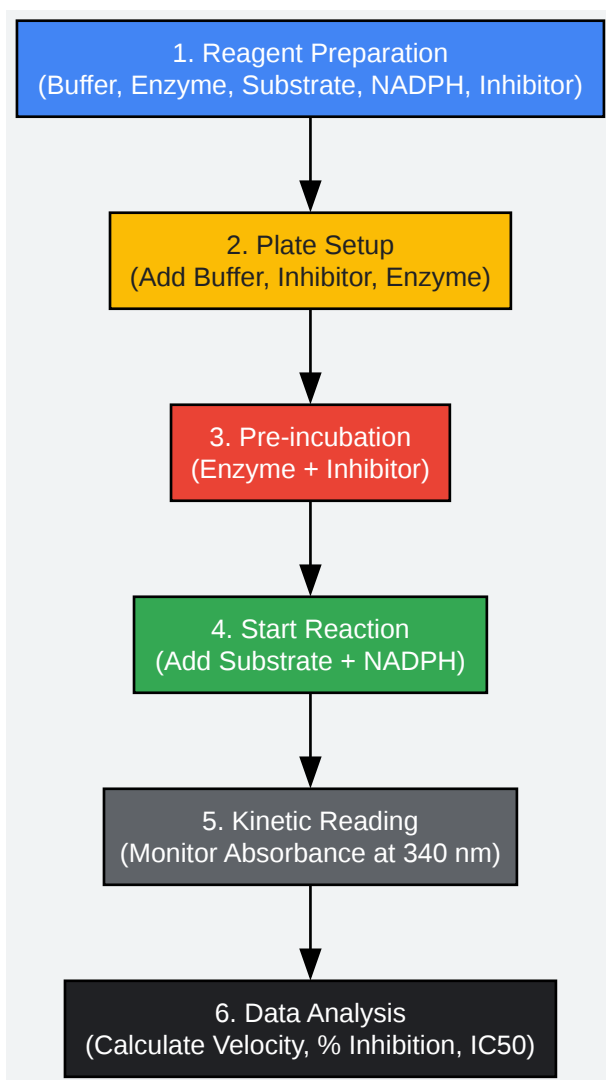 1. Reagent Preparation
(Buffer, Enzyme, Substrate, NADPH, Inhibitor)
2. Plate Setup
(Add Buffer, Inhibitor, Enzyme)
3. Pre-incubation
(Enzyme + Inhibitor)
4. Start Reaction
(Add Substrate + NADPH)
5. Kinetic Reading
(Monitor Absorbance at 340 nm)
6. Data Analysis
(Calculate Velocity, % Inhibition, IC50)